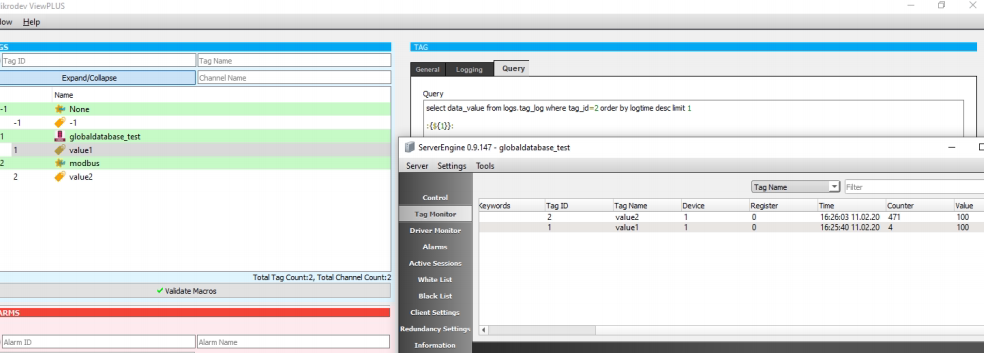 ikrodev ViewPLUS
low Help
GS
Tag ID Tag Name
Expand/Collapse Channel Name
Name
-1 None
-1 -1
1 globaldatabase_test
1 value1
2 modbus
2 value2
Total Tag Count:2, Total Channel Count:2
Validate Macros
ARMS
Alarm ID Alarm Name
TAG
General Logging Query
Query
select data_value from logs.tag_log where tag_id=2 order by logtime desc limit 1
:{${1}}:
ServerEngine 0.9.147 - globaldatabase_test
Server Settings Tools
Control
Tag Monitor
Driver Monitor
Alarms
Active Sessions
White List
Black List
Client Settings
Redundancy Settings
Information
Tag Name Filter
Keywords Tag ID Tag Name Device Register Time Counter Value
2 value2 1 0 16:26:03 11.02.20 471 100
1 value1 1 0 16:25:40 11.02.20 4 100